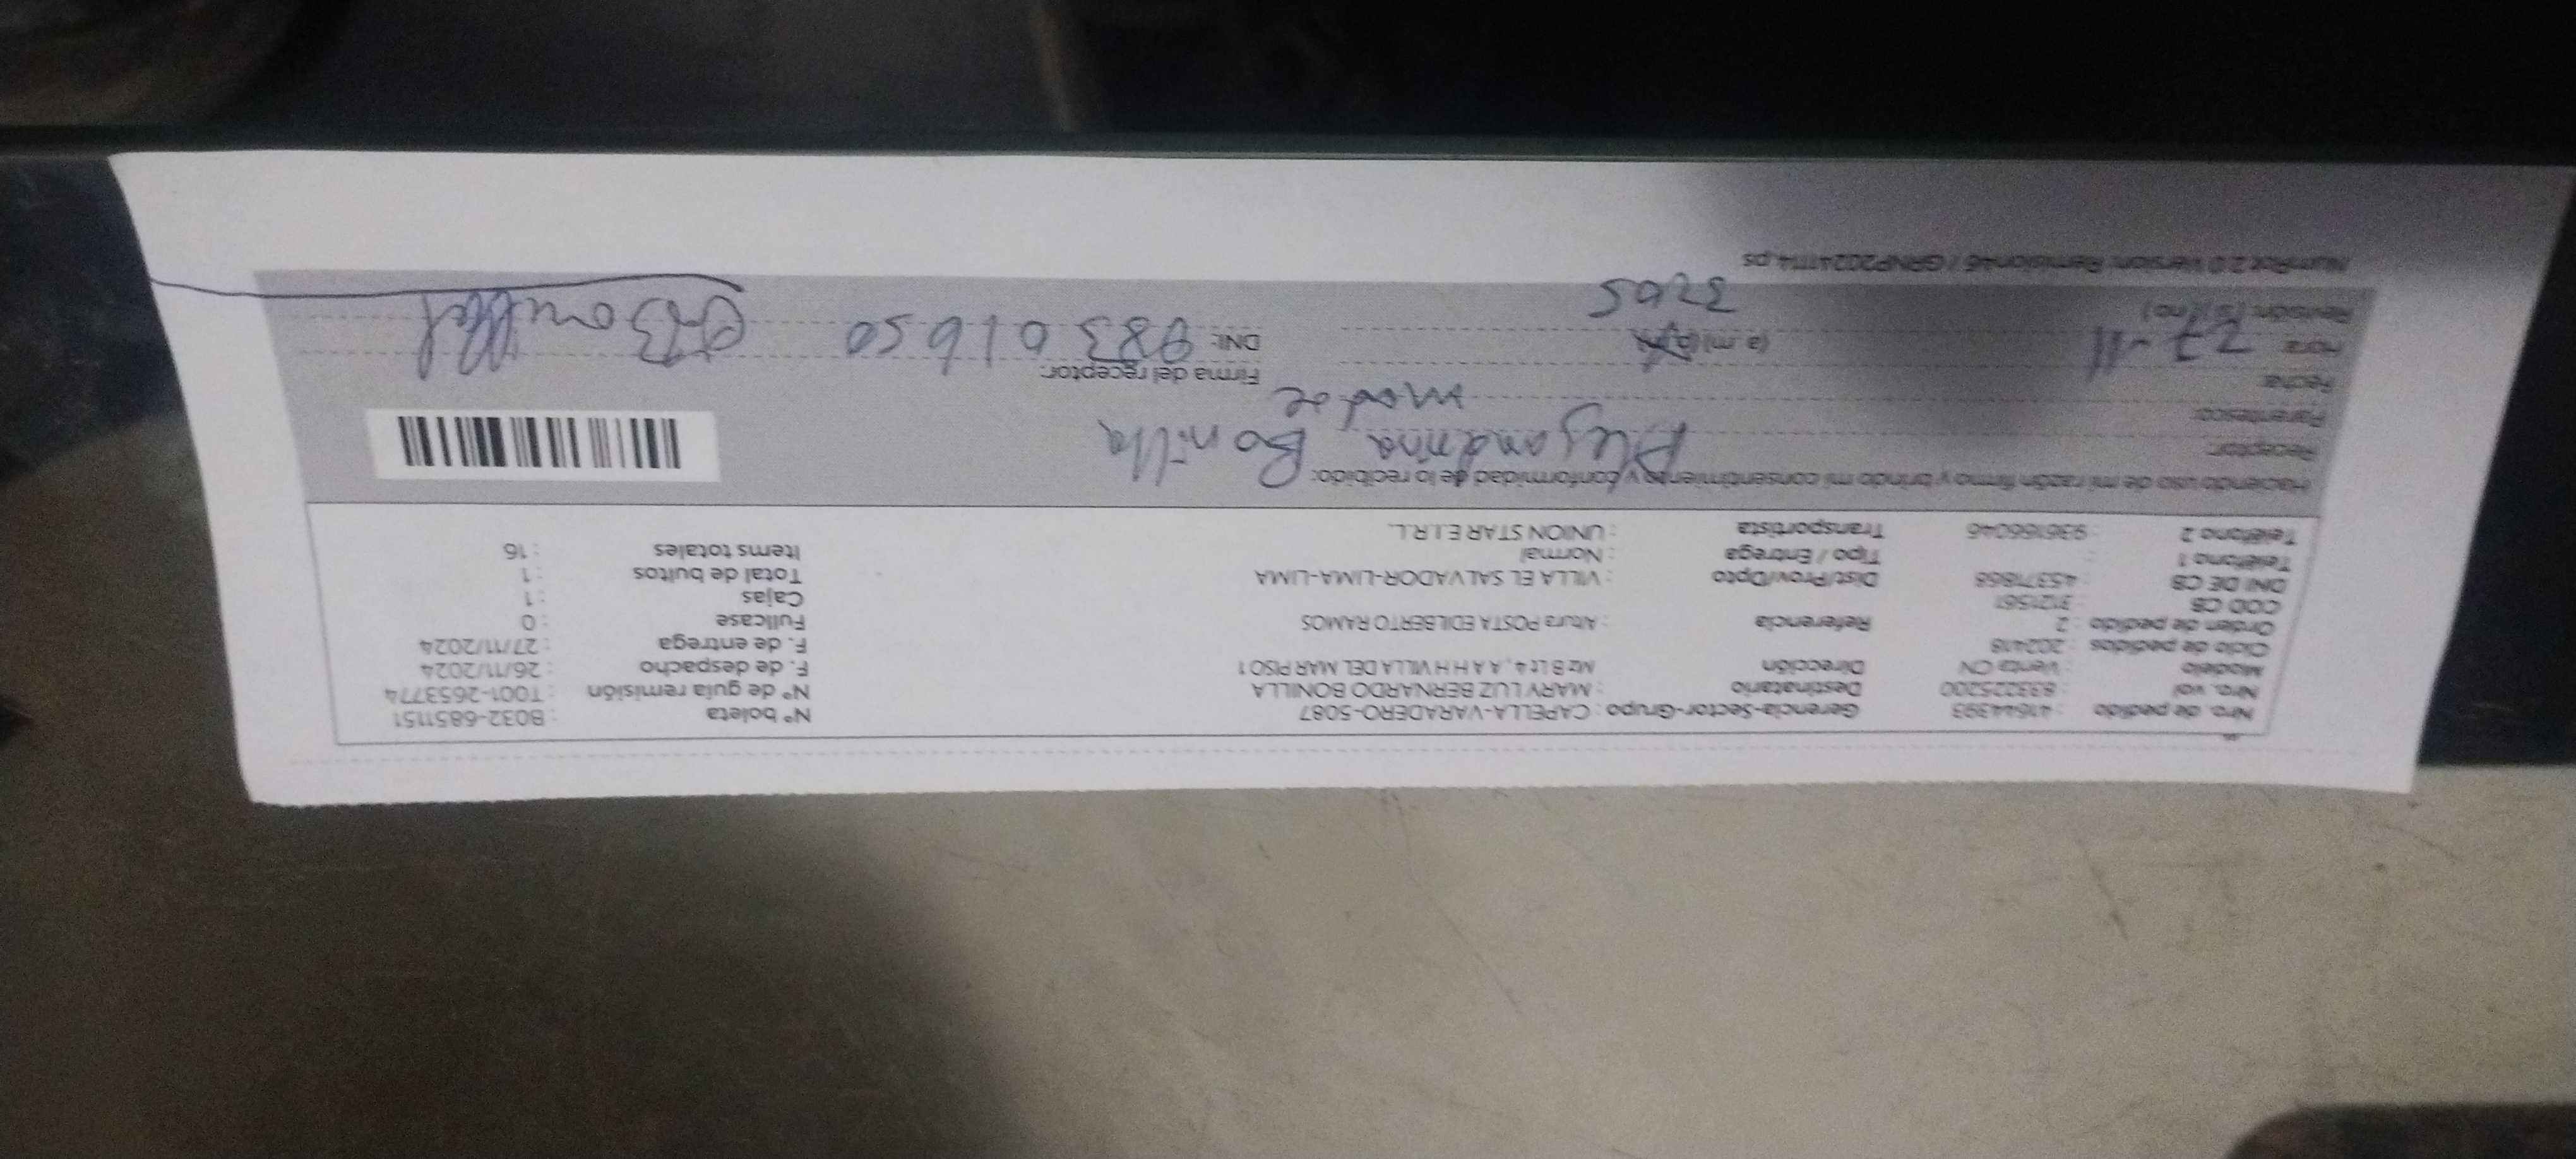 Nro. de pedido : 41644393 Gerencia-Sector-Grupo : CAPELLA-VARADERO-5087 N° boleta : B032-6851151
Nro. vol : 833225200 Destinatario : MARY LUZ BERNARDO BONILLA N° de guía remisión : T001-2653774
Modelo : Venta CN Dirección : Mz B Lt 4 , A A H H VILLA DEL MAR PISO 1 F. de despacho : 26/11/2024
Ciclo de pedidos : 202418 F. de entrega : 27/11/2024
Orden de pedido : 2 Referencia : Altura POSTA EDILBERTO RAMOS Fullcase : 0
COD CB : 3121561 Cajas : 1
DNI DE CB : 45371868 Dist/Prov/Dpto : VILLA EL SALVADOR-LIMA-LIMA Total de bultos : 1
Teléfono 1 : Tipo / Entrega : Normal Items totales : 16
Teléfono 2 : 936166046 Transportista : UNION STAR E.I.R.L.
Haciendo uso de mi razón firmo y brindo mi consentimiento y conformidad de lo recibido:
Receptor: Alejandrina Bonilla
Parentesco: madre
Fecha: Firma del receptor:
Hora: 27-11 (a.m)(p.m) DNI: 98301650
Revisión: (si) (no) 3205
NumRot 2.0 Version: Remision46 / GRNP20241114.ps